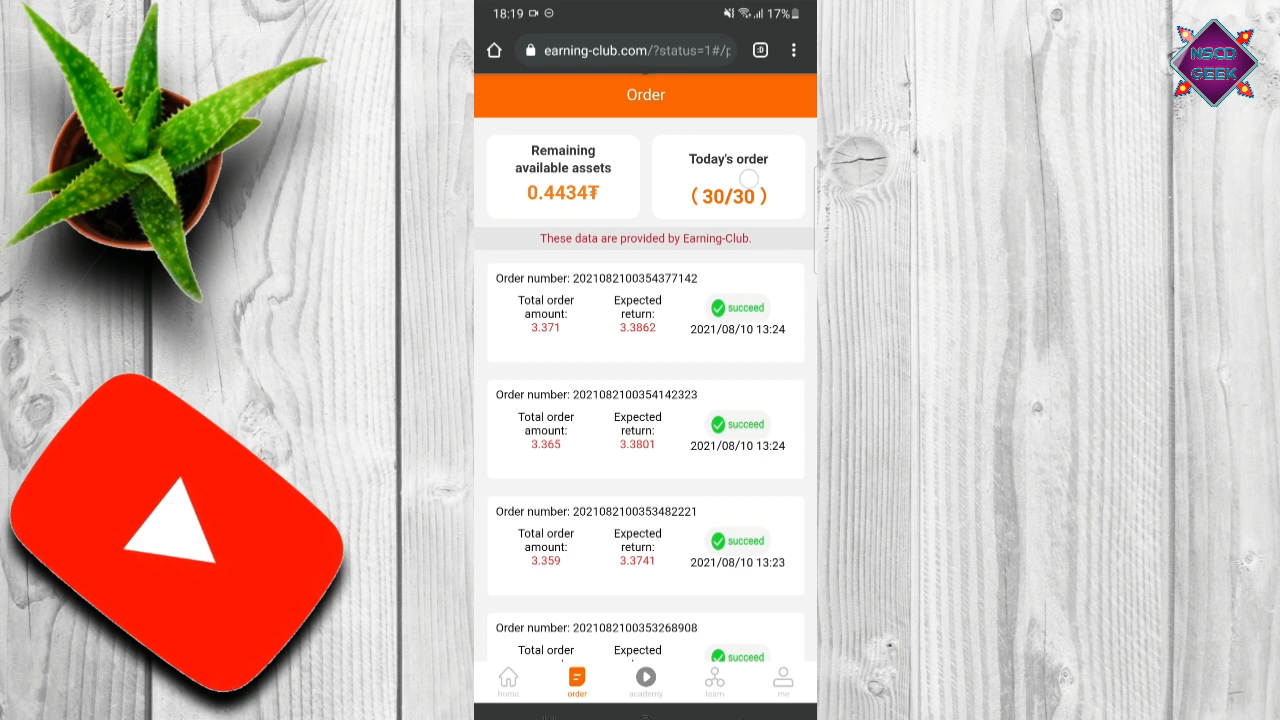 18:19
17%
earning-club.com/?status=1#/p
:D
NSCD
GEEK
Order
Remaining
available assets
0.4434₮
Today's order
( 30/30 )
These data are provided by Earning-Club.
Order number: 2021082100354377142
Total order
amount:
3.371
Expected
return:
3.3862
succeed
2021/08/10 13:24
Order number: 2021082100354142323
Total order
amount:
3.365
Expected
return:
3.3801
succeed
2021/08/10 13:24
Order number: 2021082100353482221
Total order
amount:
3.359
Expected
return:
3.3741
succeed
2021/08/10 13:23
Order number: 2021082100353268908
Total order
Expected
succeed
home
order
academy
team
me